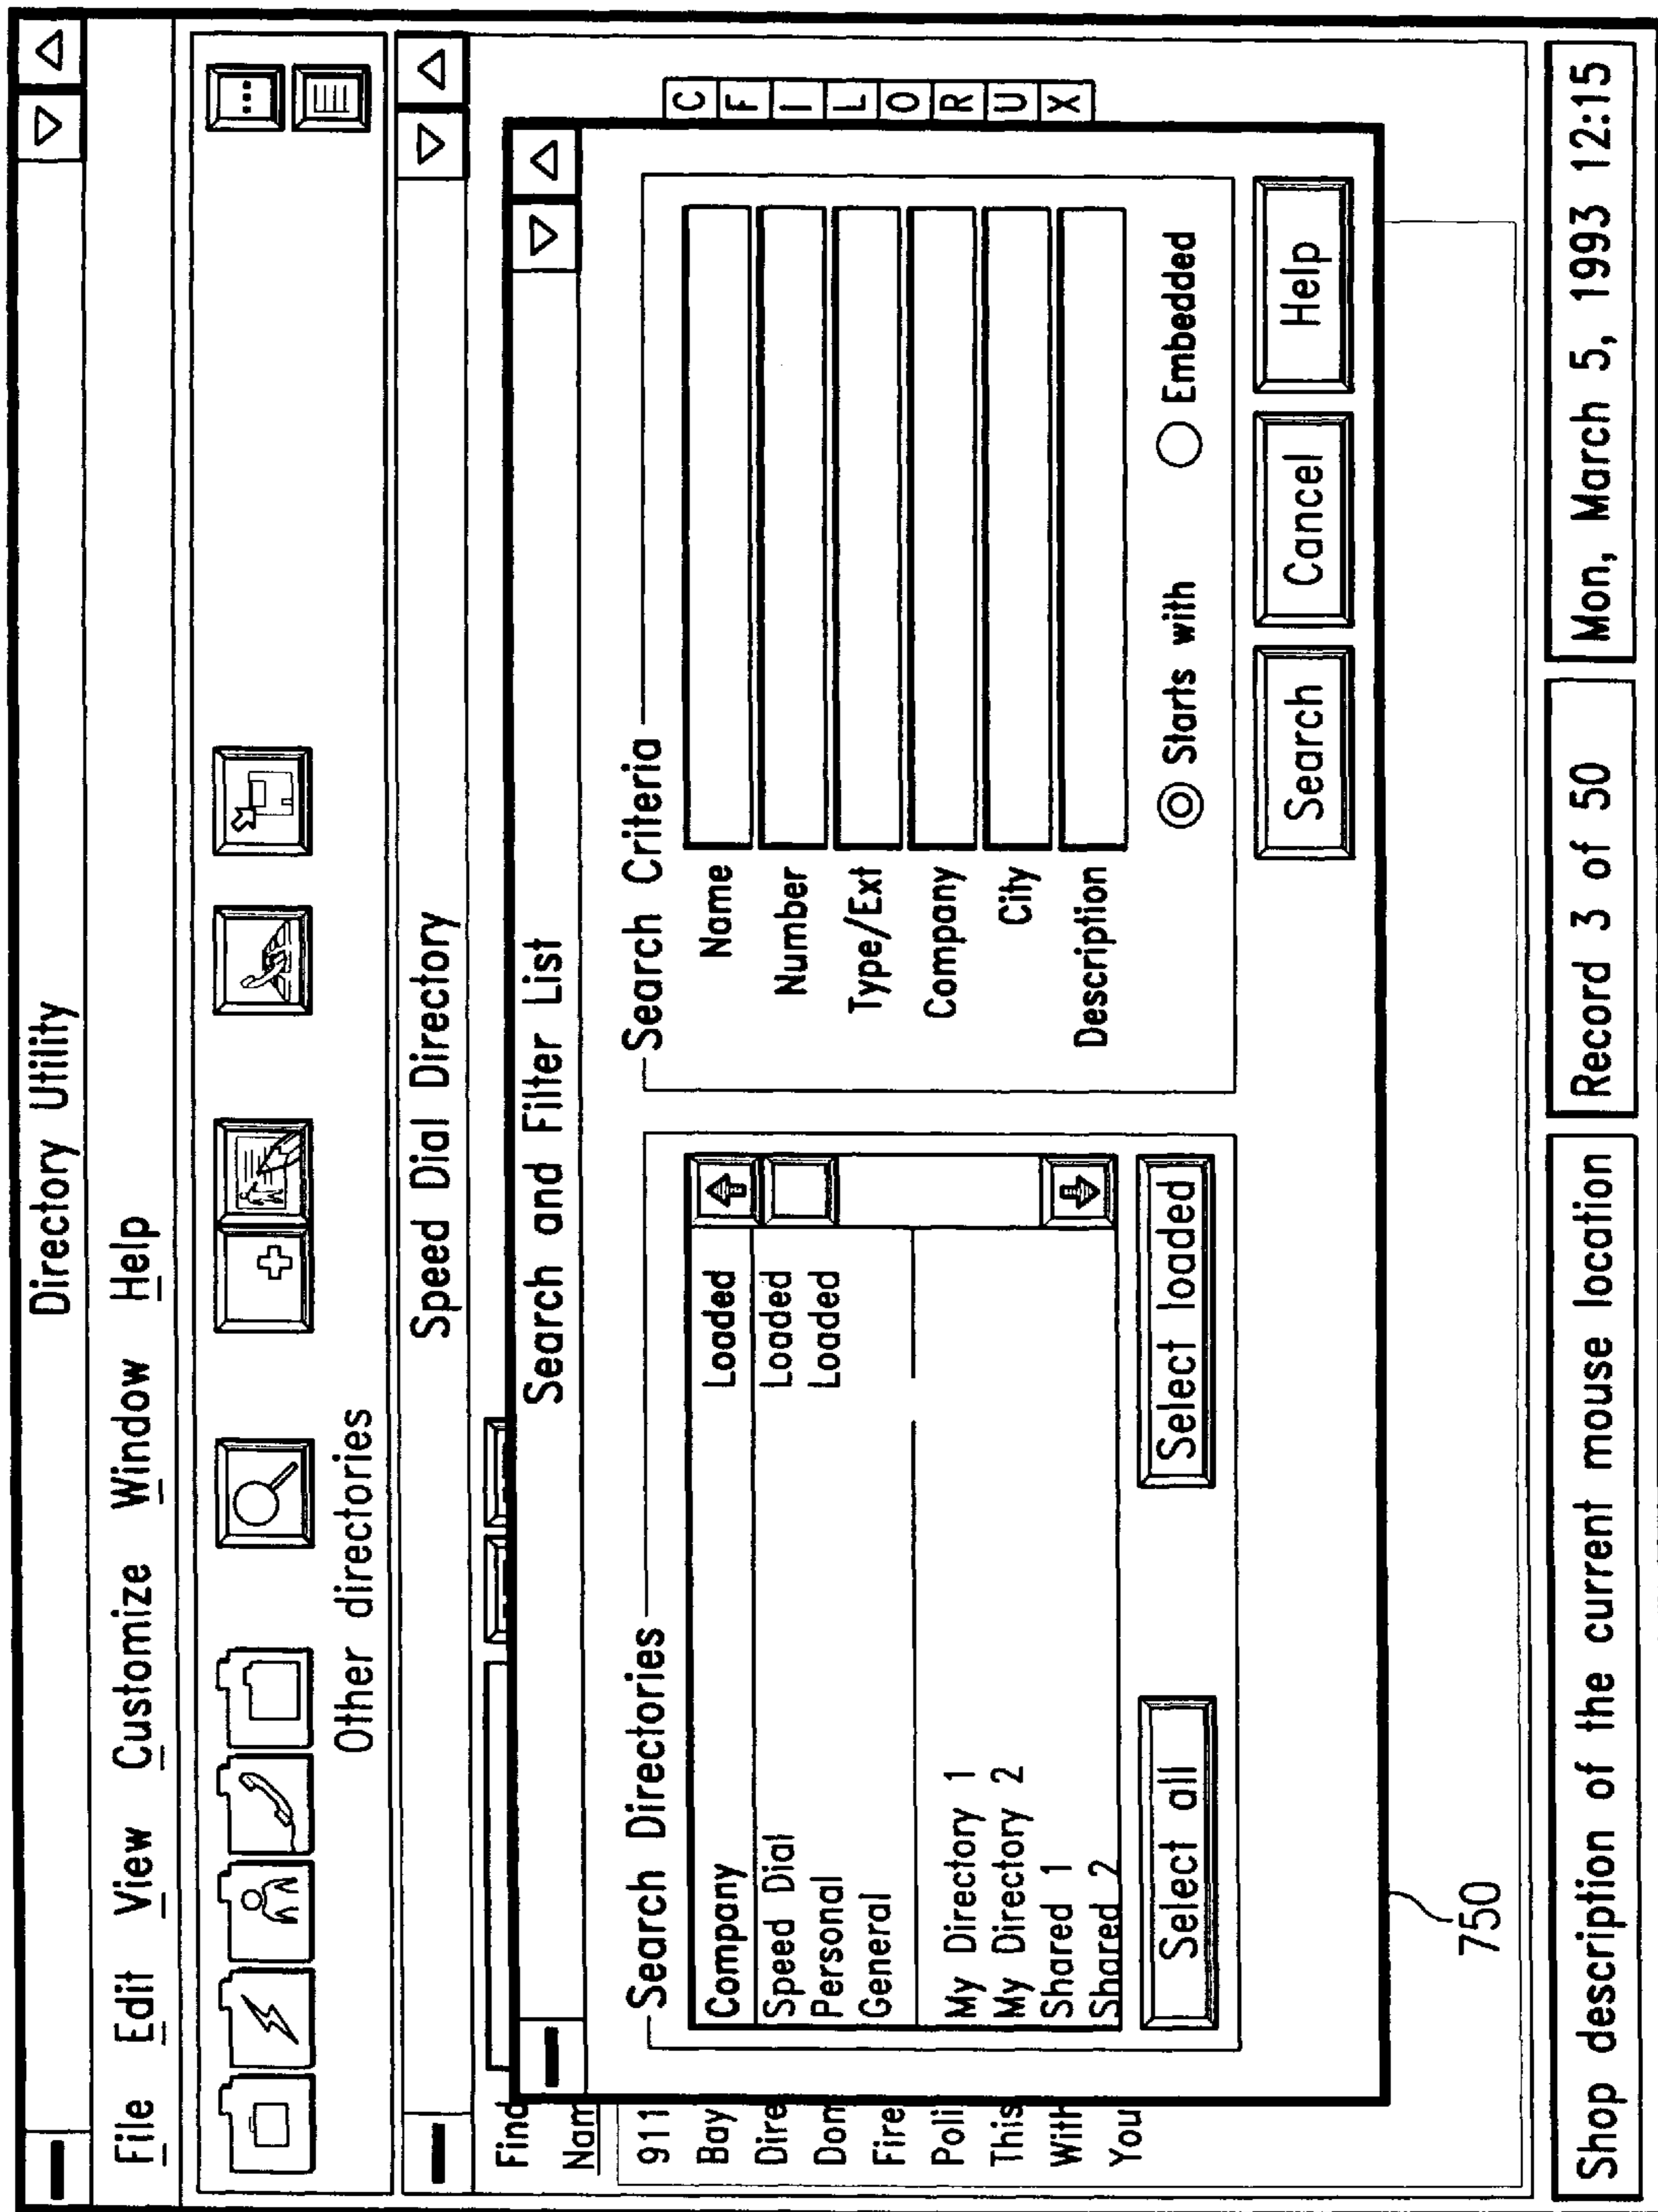 Directory Utility
File Edit View Customize Window Help
...
Other directories
Speed Dial Directory
Find
Nam
Search and Filter List
911
Bay
Dire
Don
Fire
Poli
This
With
You
Search Directories
Company Loaded
Speed Dial Loaded
Personal Loaded
General
My Directory 1
My Directory 2
Shared 1
Shared 2
Select all Select loaded
Search Criteria
Name
Number
Type/Ext
Company
City
Description
Starts with Embedded
Search Cancel Help
C
F
I
L
O
R
U
X
750
Shop description of the current mouse location Record 3 of 50 Mon, March 5, 1993 12:15